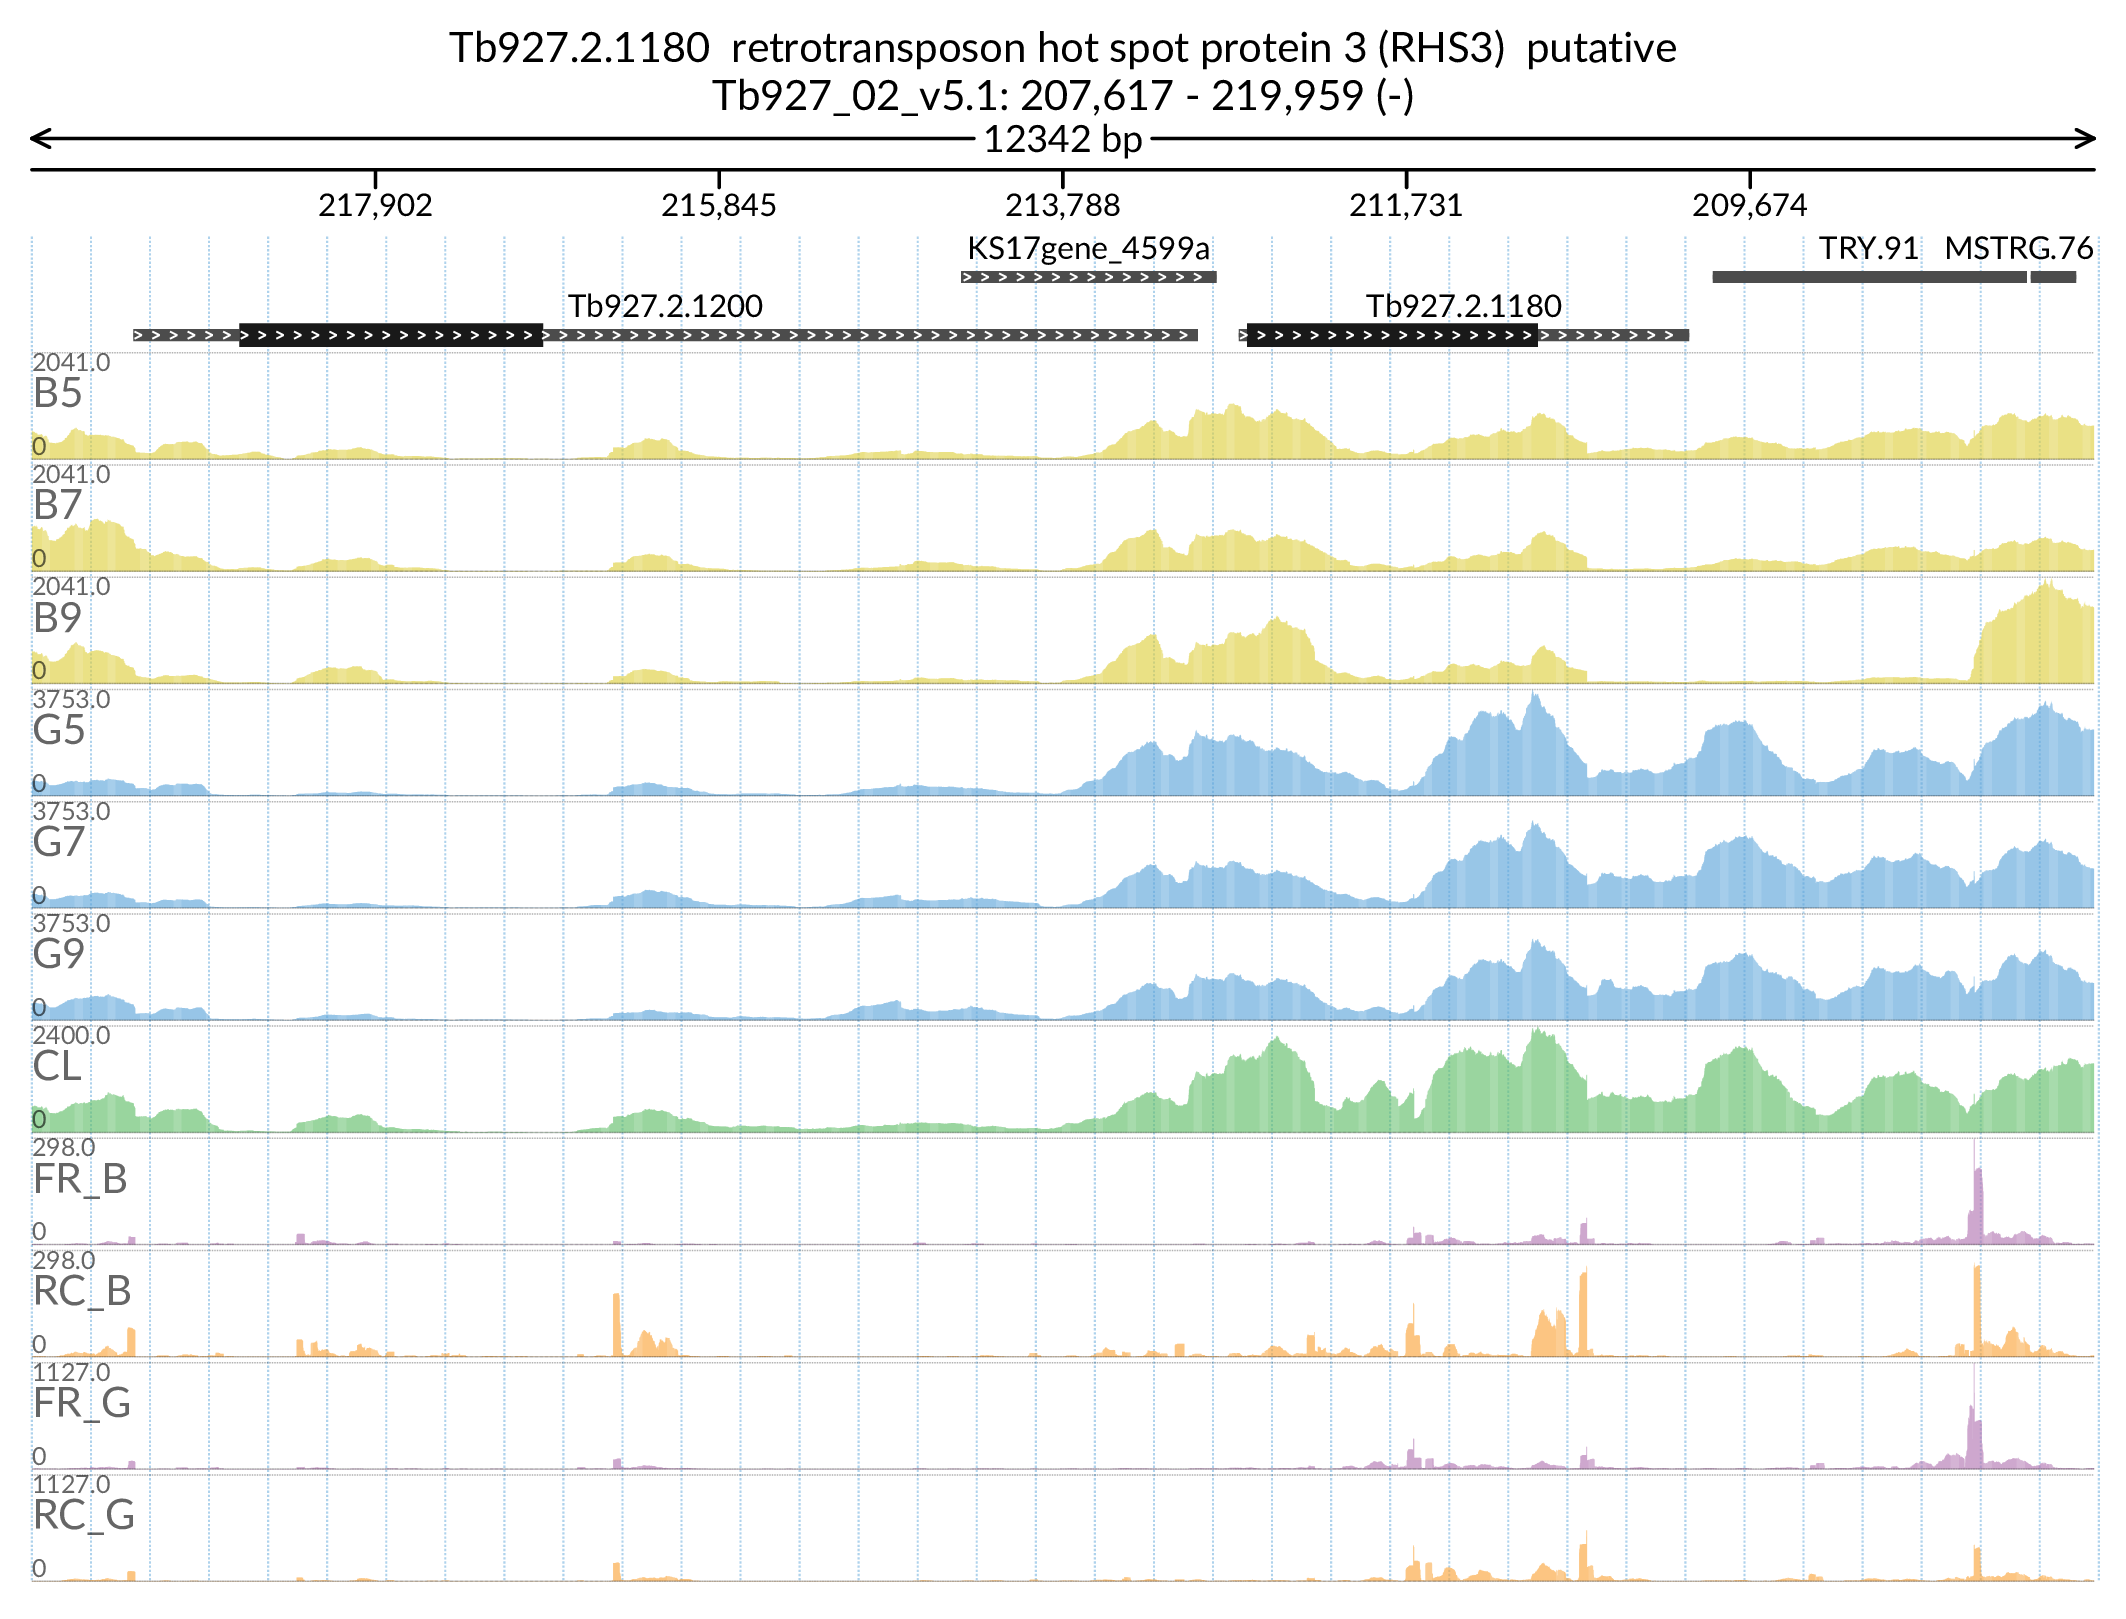 Tb927.2.1180  retrotransposon hot spot protein 3 (RHS3)  putative
Tb927_02_v5.1: 207,617 - 219,959 (-)
12342 bp
217,902 215,845 213,788 211,731 209,674
KS17gene_4599a TRY.91 MSTRG.76
Tb927.2.1200 Tb927.2.1180
2041.0
B5
0
2041.0
B7
0
2041.0
B9
0
3753.0
G5
0
3753.0
G7
0
3753.0
G9
0
2400.0
CL
0
298.0
FR_B
0
298.0
RC_B
0
1127.0
FR_G
0
1127.0
RC_G
0